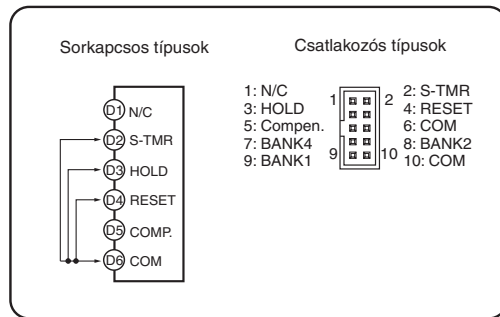 Sorkapcsos típusok
D1 N/C
D2 S-TMR
D3 HOLD
D4 RESET
D5 COMP.
D6 COM
Csatlakozós típusok
1: N/C
3: HOLD
5: Compen.
7: BANK4
9: BANK1
1 2
9 10
2: S-TMR
4: RESET
6: COM
8: BANK2
10: COM